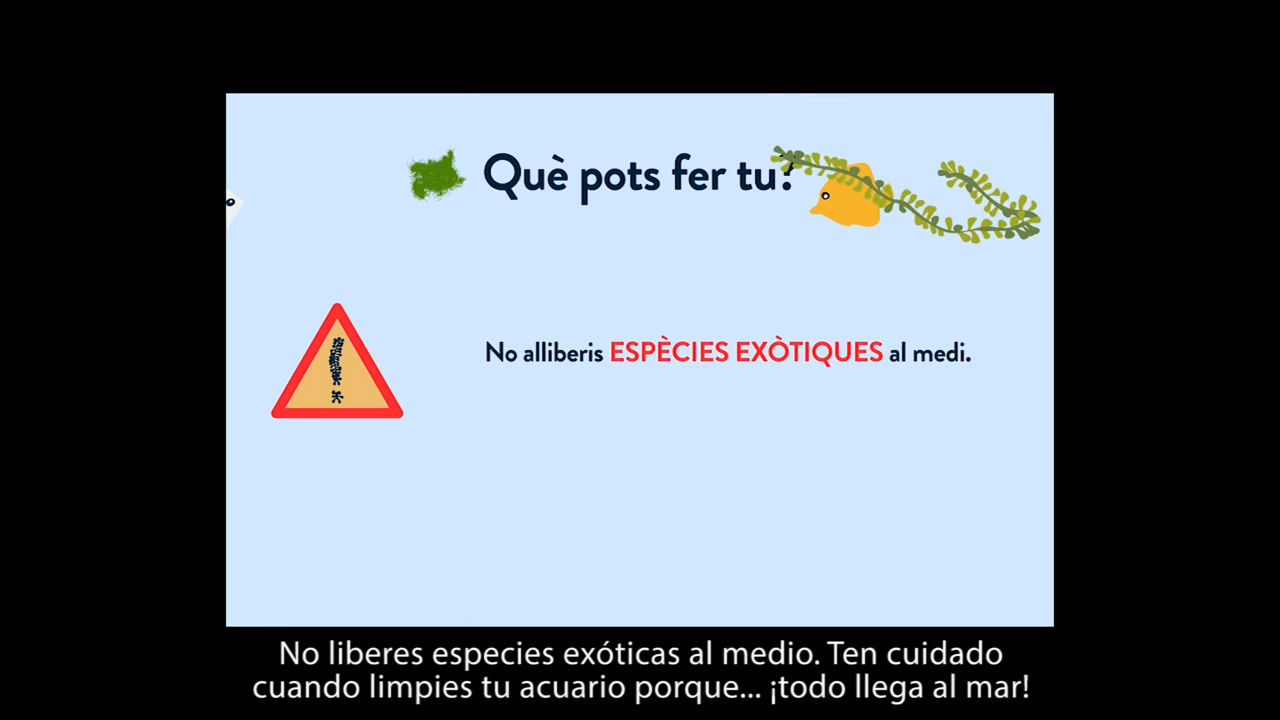 Què pots fer tu?
No alliberis ESPÈCIES EXÒTIQUES al medi.
No liberes especies exóticas al medio. Ten cuidado
cuando limpies tu acuario porque... ¡todo llega al mar!